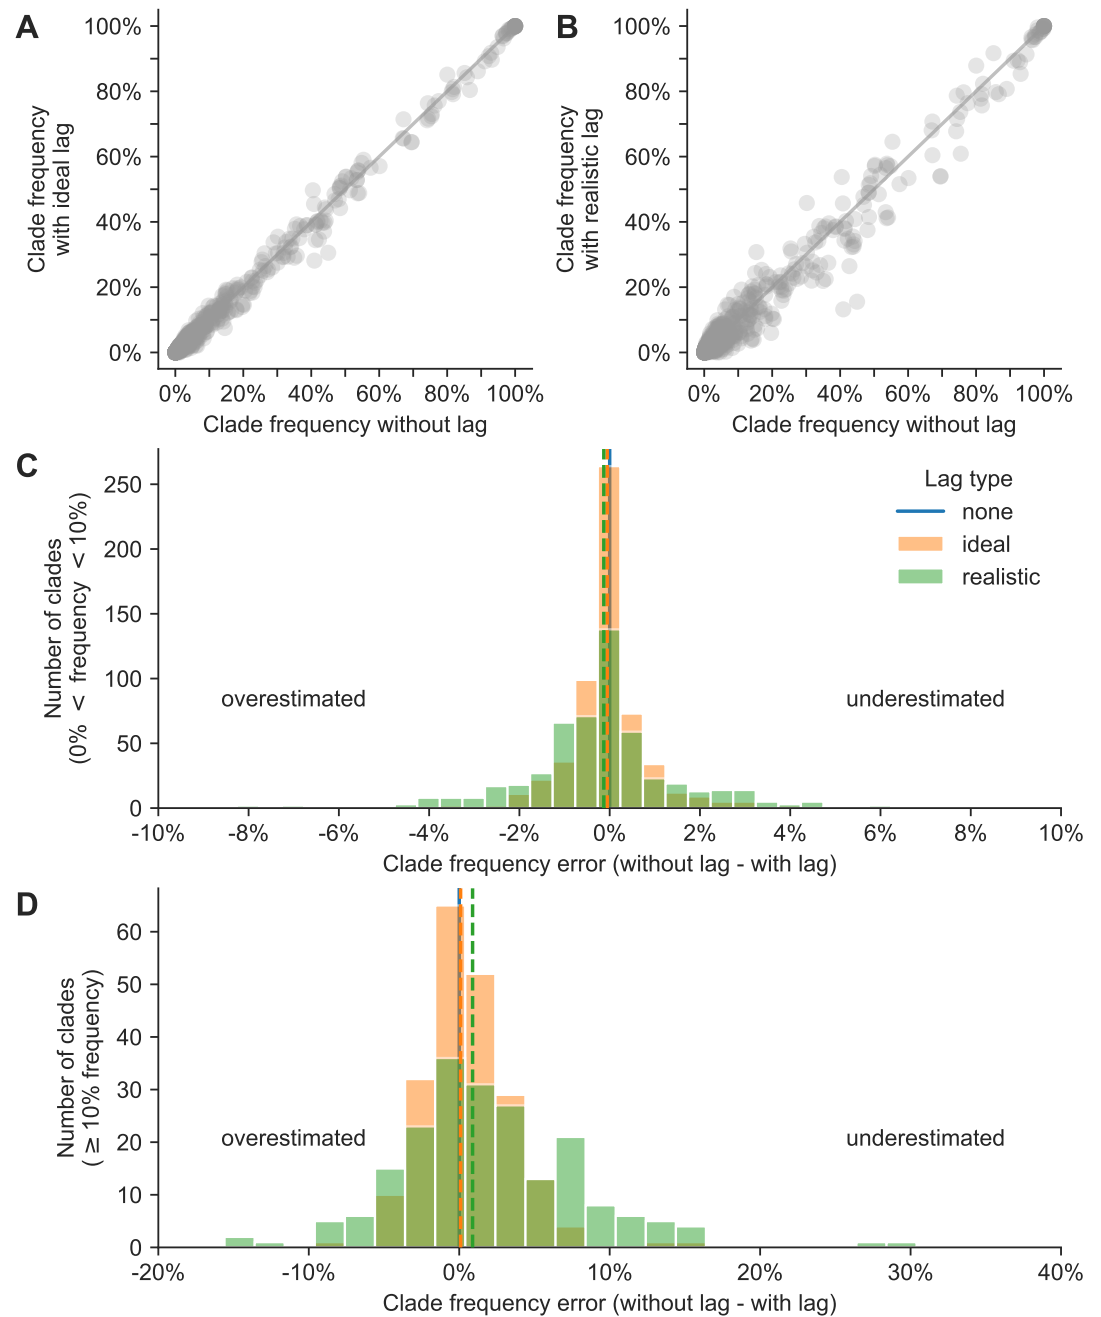 A
Clade frequency
with ideal lag
100%
80%
60%
40%
20%
0%
0% 20% 40% 60% 80% 100%
Clade frequency without lag
B
Clade frequency
with realistic lag
100%
80%
60%
40%
20%
0%
0% 20% 40% 60% 80% 100%
Clade frequency without lag
C
Number of clades
(0% < frequency < 10%)
250
200
150
100
50
0
Lag type
none
ideal
realistic
overestimated
underestimated
-10% -8% -6% -4% -2% 0% 2% 4% 6% 8% 10%
Clade frequency error (without lag - with lag)
D
Number of clades
( ≥ 10% frequency)
60
50
40
30
20
10
0
overestimated
underestimated
-20% -10% 0% 10% 20% 30% 40%
Clade frequency error (without lag - with lag)